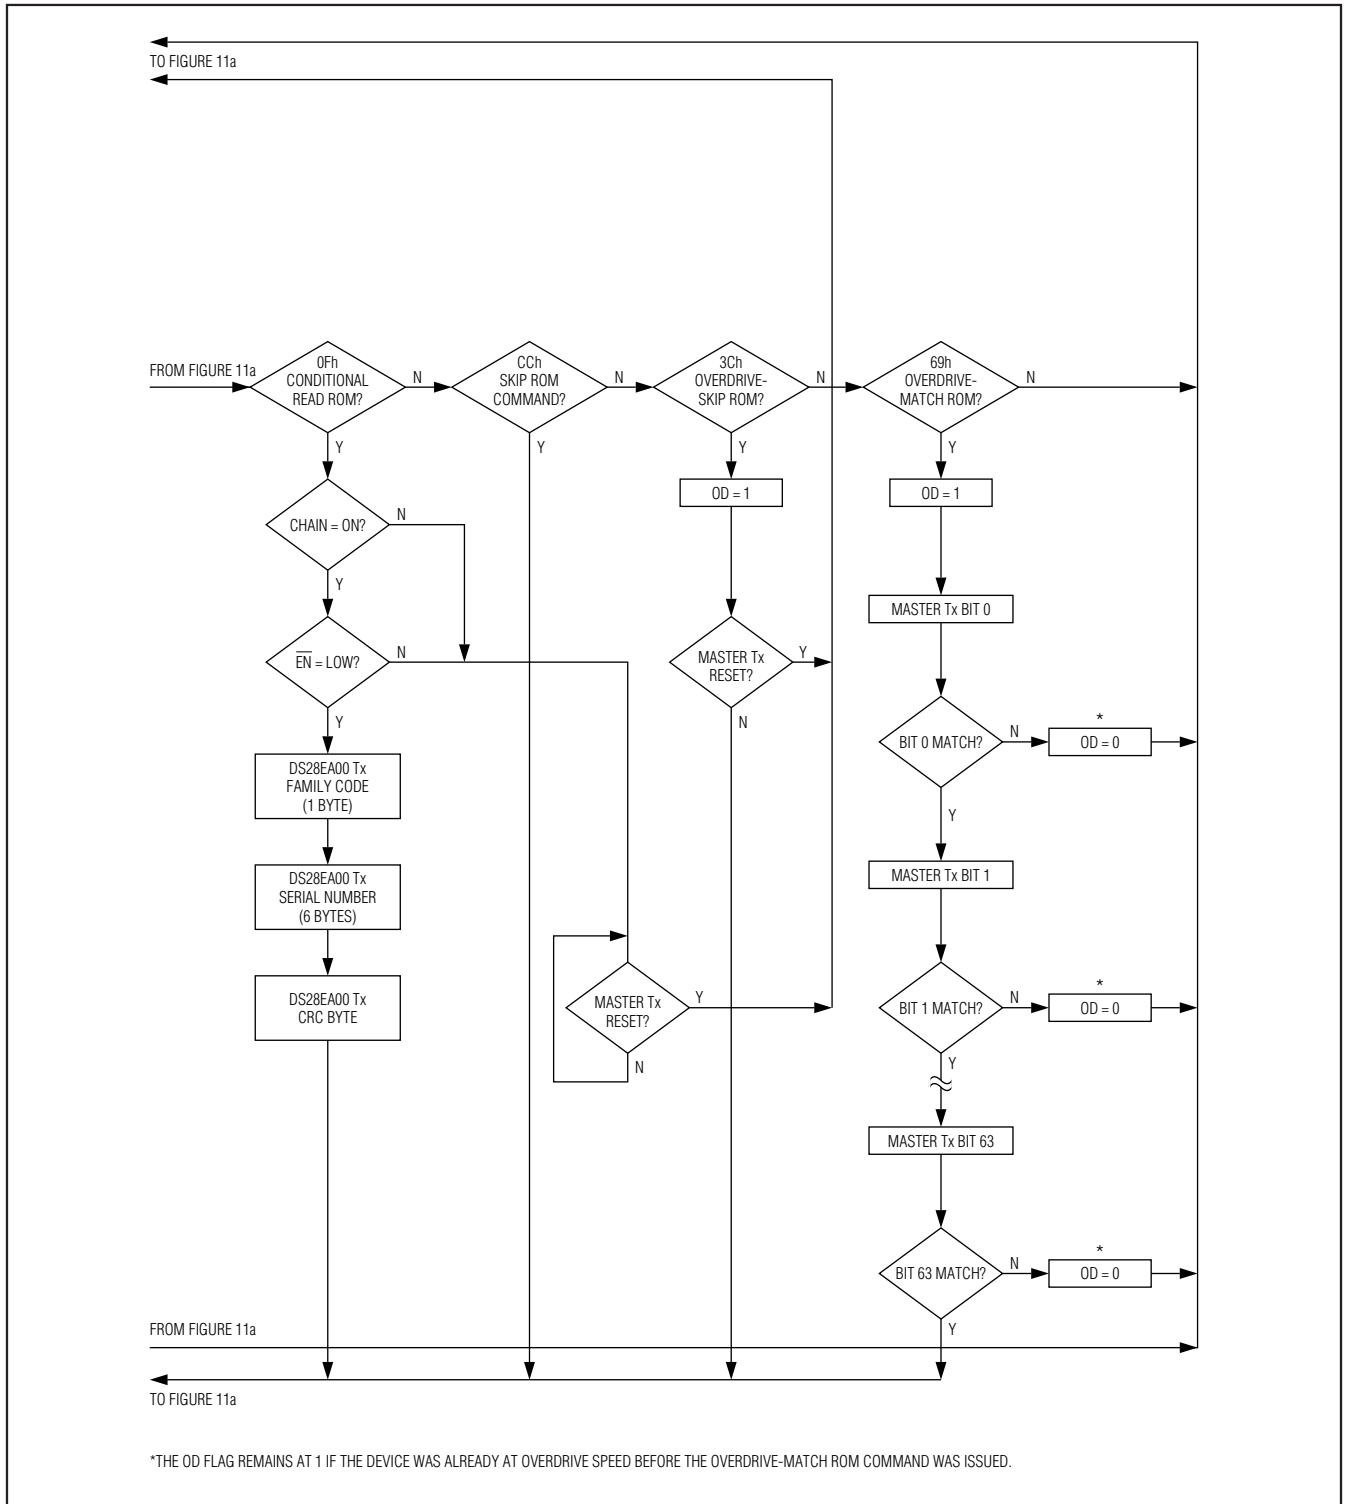 TO FIGURE 11a
FROM FIGURE 11a
0Fh
CONDITIONAL
READ ROM?
N
Y
CCh
SKIP ROM
COMMAND?
N
Y
3Ch
OVERDRIVE-
SKIP ROM?
N
Y
69h
OVERDRIVE-
MATCH ROM?
N
Y
CHAIN = ON?
N
Y
EN = LOW?
N
Y
DS28EA00 Tx
FAMILY CODE
(1 BYTE)
DS28EA00 Tx
SERIAL NUMBER
(6 BYTES)
DS28EA00 Tx
CRC BYTE
MASTER Tx
RESET?
Y
N
OD = 1
MASTER Tx
RESET?
Y
N
OD = 1
MASTER Tx BIT 0
BIT 0 MATCH?
N
*
OD = 0
Y
MASTER Tx BIT 1
BIT 1 MATCH?
N
*
OD = 0
Y
MASTER Tx BIT 63
BIT 63 MATCH?
N
*
OD = 0
Y
FROM FIGURE 11a
TO FIGURE 11a
*THE OD FLAG REMAINS AT 1 IF THE DEVICE WAS ALREADY AT OVERDRIVE SPEED BEFORE THE OVERDRIVE-MATCH ROM COMMAND WAS ISSUED.